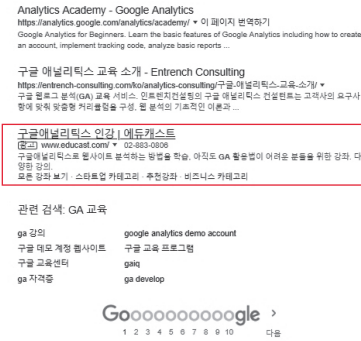 Analytics Academy - Google Analytics
https://analytics.google.com/analytics/academy/ ▾ 이 페이지 번역하기
Google Analytics for Beginners. Learn the basic features of Google Analytics including how to create
an account, implement tracking code, analyze basic reports ...
구글 애널리틱스 교육 소개 - Entrench Consulting
https://entrench-consulting.com/ko/analytics-consulting/구글-애널리틱스-교육-소개/ ▾
구글 웹로그 분석(GA) 교육 서비스. 인트렌치컨설팅의 구글 애널리틱스 컨설턴트는 고객사의 요구사
항에 맞춰 맞춤형 커리큘럼을 구성, 웹 분석의 기초적인 이론과 ...
구글애널리틱스 인강 | 에듀캐스트
광고 www.educast.com/ ▾ 02-883-0806
구글애널리틱스로 웹사이트 분석하는 방법을 학습, 아직도 GA 활용법이 어려운 분들을 위한 강좌. 다
양한 강의.
모든 강좌 보기 · 스타트업 카테고리 · 추천강좌 · 비즈니스 카테고리
관련 검색: GA 교육
ga 강의 google analytics demo account
구글 데모 계정 웹사이트 구글 교육 프로그램
구글 교육센터 gaiq
ga 자격증 ga develop
Goooooooooogle >
1 2 3 4 5 6 7 8 9 10 다음